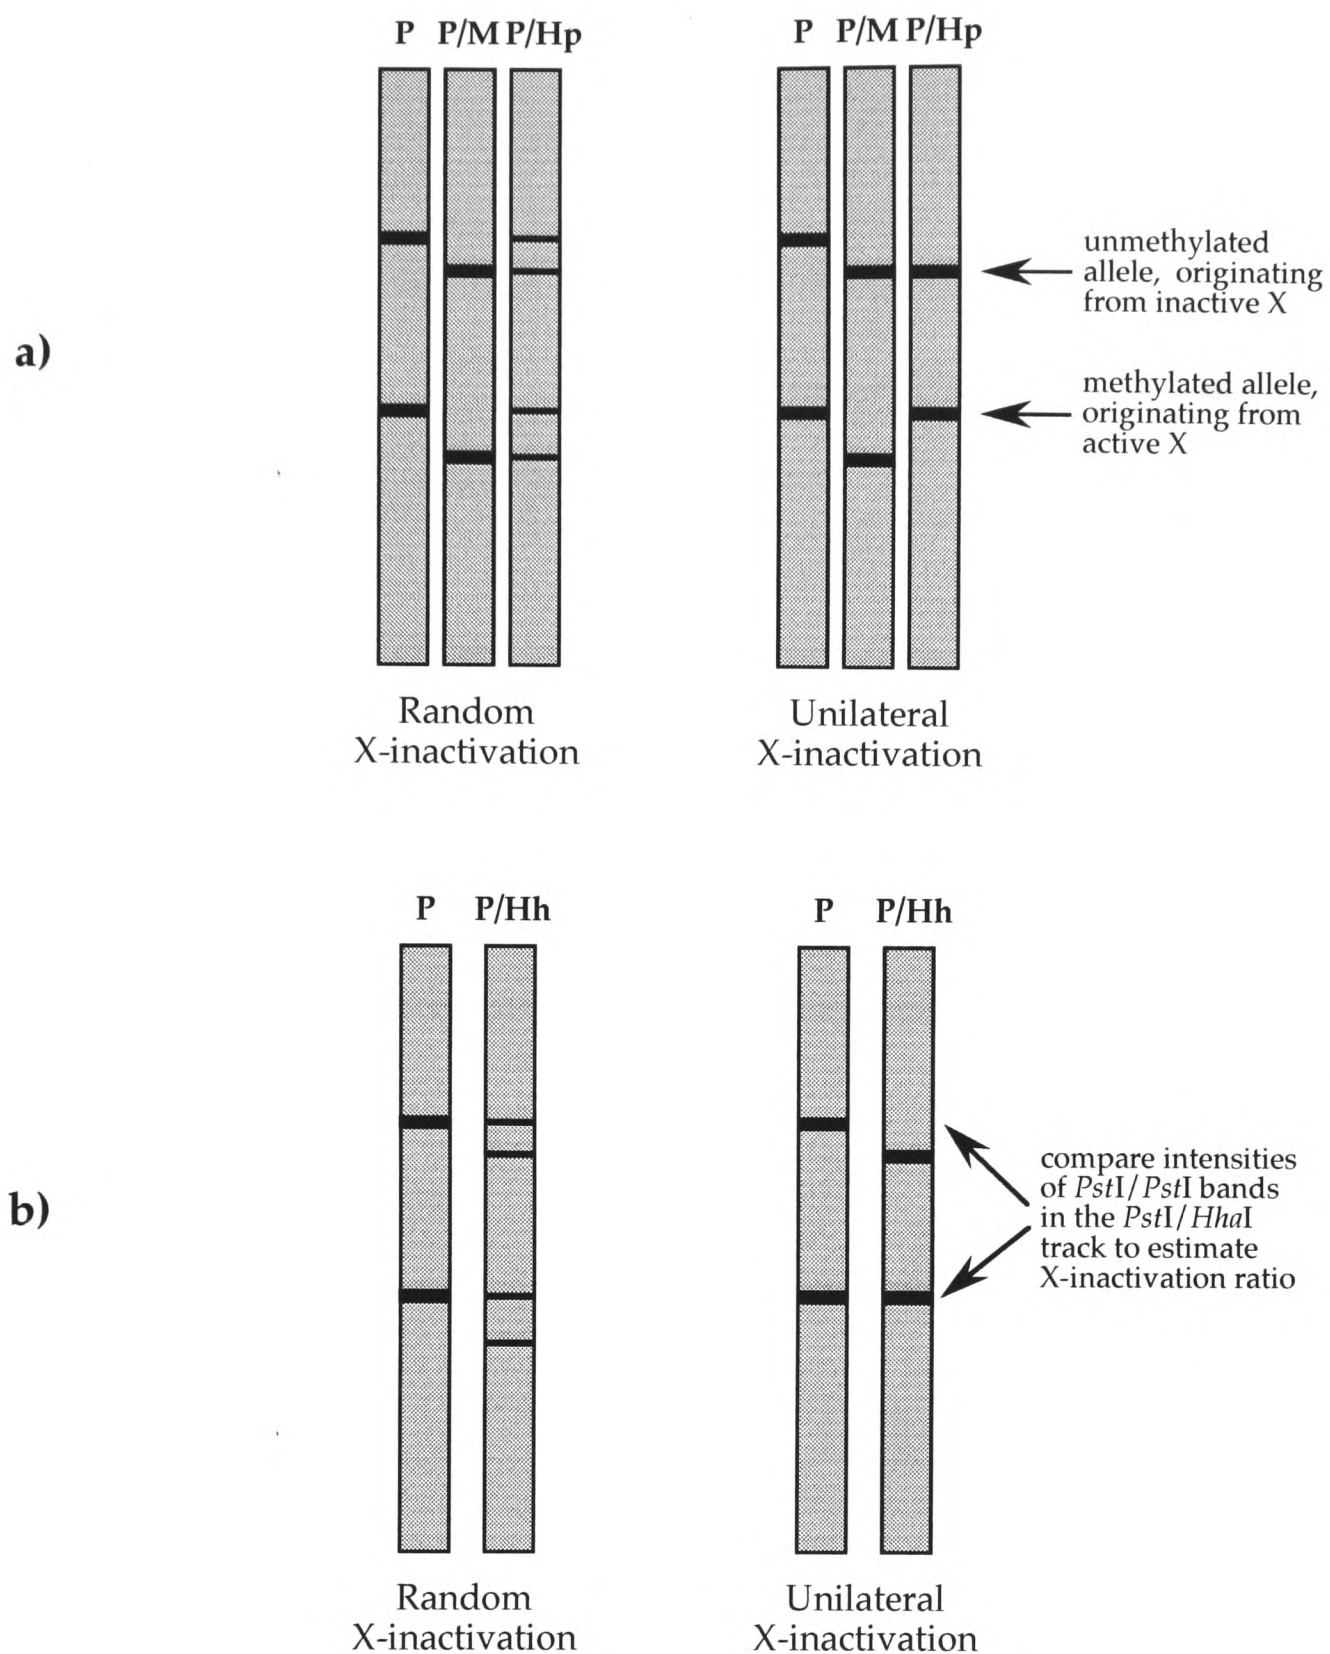 P P/M P/Hp
P P/M P/Hp
unmethylated
allele, originating
from inactive X
a)
methylated allele,
originating from
active X
Random
X-inactivation
Unilateral
X-inactivation
P P/Hh
P P/Hh
compare intensities
of PstI/PstI bands
in the PstI/HhaI
track to estimate
X-inactivation ratio
b)
Random
X-inactivation
Unilateral
X-inactivation